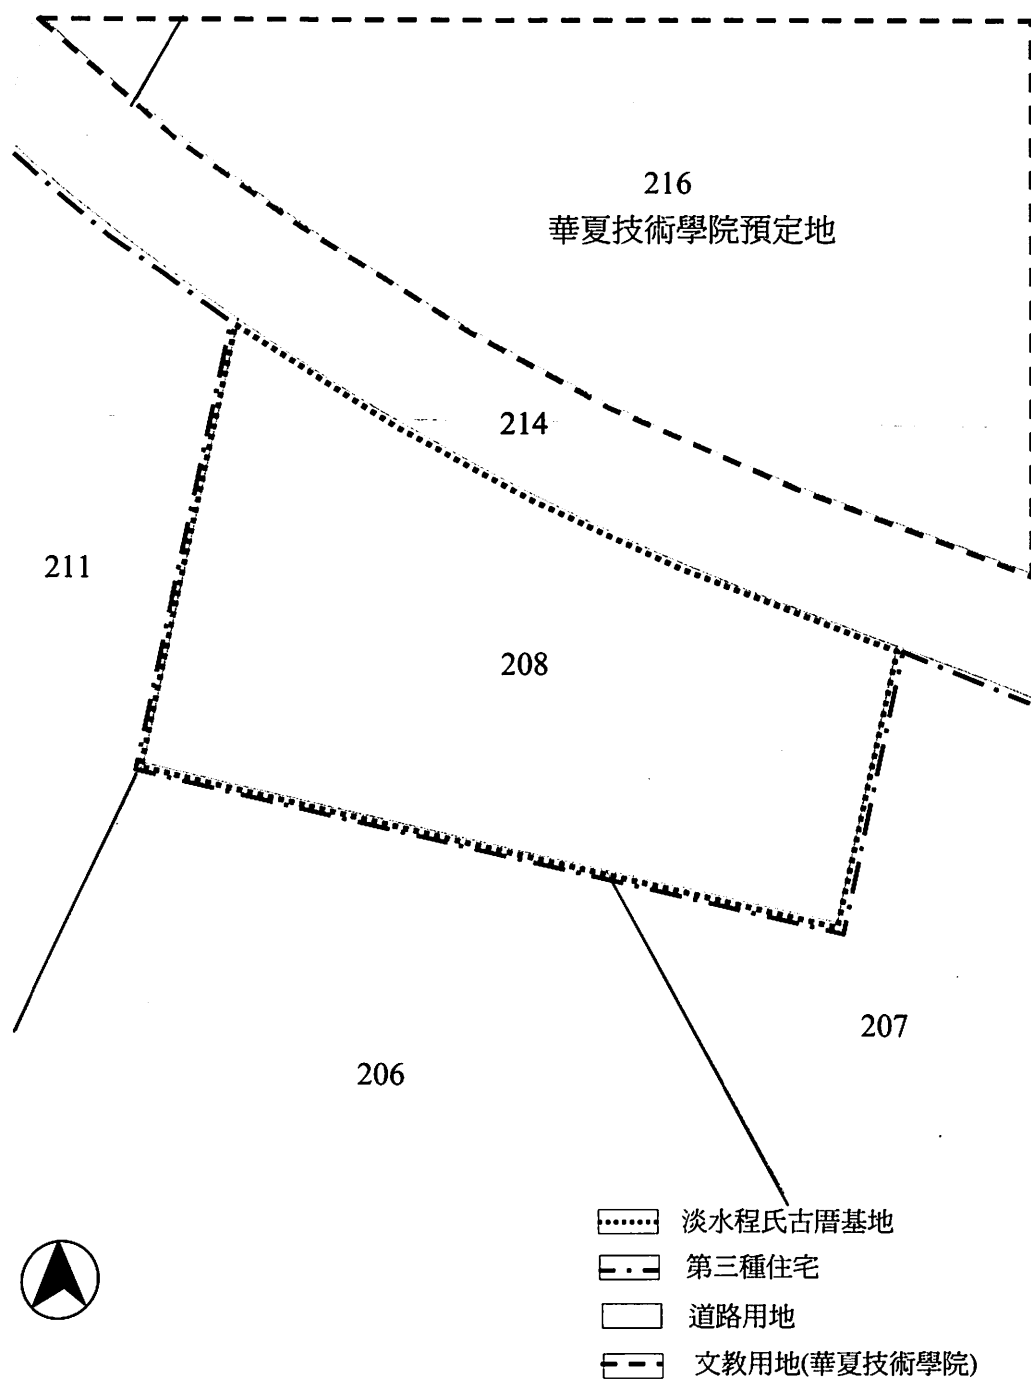 216
華夏技術學院預定地
214
211
208
207
206
淡水程氏古厝基地
第三種住宅
道路用地
文教用地(華夏技術學院)